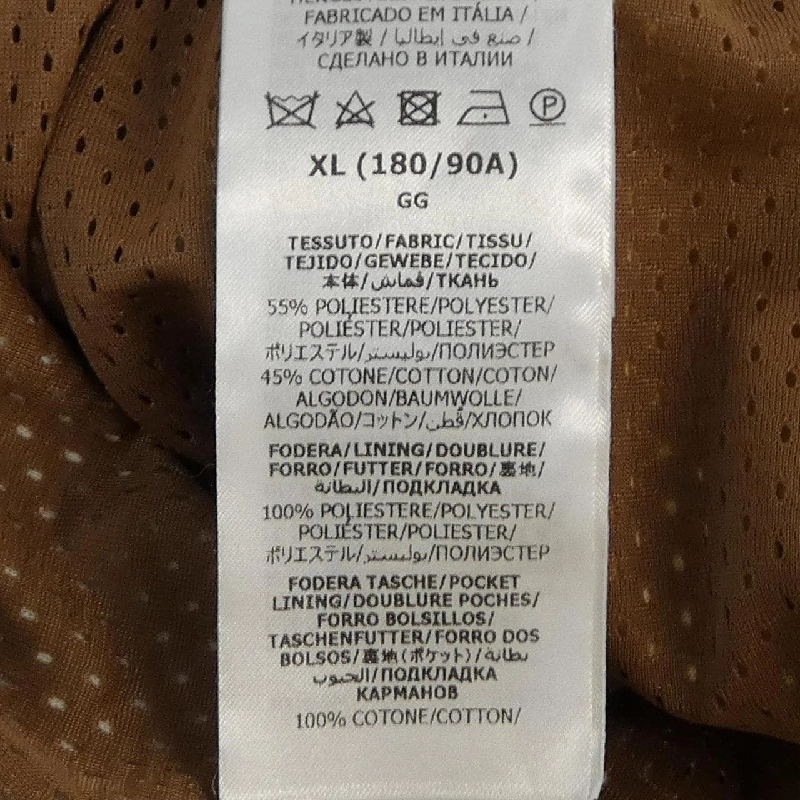 FABRICADO EM ITÁLIA /
イタリア製 / صنع في إيطاليا /
СДЕЛАНО В ИТАЛИИ
P
XL (180/90A)
GG
TESSUTO/FABRIC/TISSU/
TEJIDO/GEWEBE/TECIDO/
本体/قماش/ТКАНЬ
55% POLIESTERE/POLYESTER/
POLIÉSTER/POLIESTER/
ポリエステル/بوليستر/ПОЛИЭСТЕР
45% COTONE/COTTON/COTON/
ALGODON/BAUMWOLLE/
ALGODÃO/コットン/قطن/ХЛОПОК
FODERA/LINING/DOUBLURE/
FORRO/FUTTER/FORRO/裏地/
البطانة/ПОДКЛАДКА
100% POLIESTERE/POLYESTER/
POLIÉSTER/POLIESTER/
ポリエステル/بوليستر/ПОЛИЭСТЕР
FODERA TASCHE/POCKET
LINING/DOUBLURE POCHES/
FORRO BOLSILLOS/
TASCHENFUTTER/FORRO DOS
BOLSOS/裏地(ポケット)/بطانة
الجيوب/ПОДКЛАДКА
КАРМАНОВ
100% COTONE/COTTON/